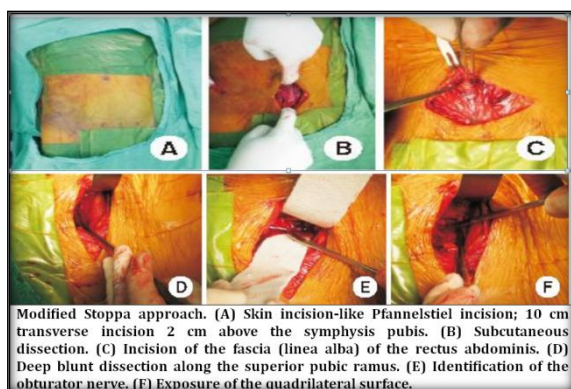 A
B
C
D
E
F
Modified Stoppa approach. (A) Skin incision-like Pfannelstiel incision; 10 cm
transverse incision 2 cm above the symphysis pubis. (B) Subcutaneous
dissection. (C) Incision of the fascia (linea alba) of the rectus abdominis. (D)
Deep blunt dissection along the superior pubic ramus. (E) Identification of the
obturator nerve. (F) Exposure of the quadrilateral surface.